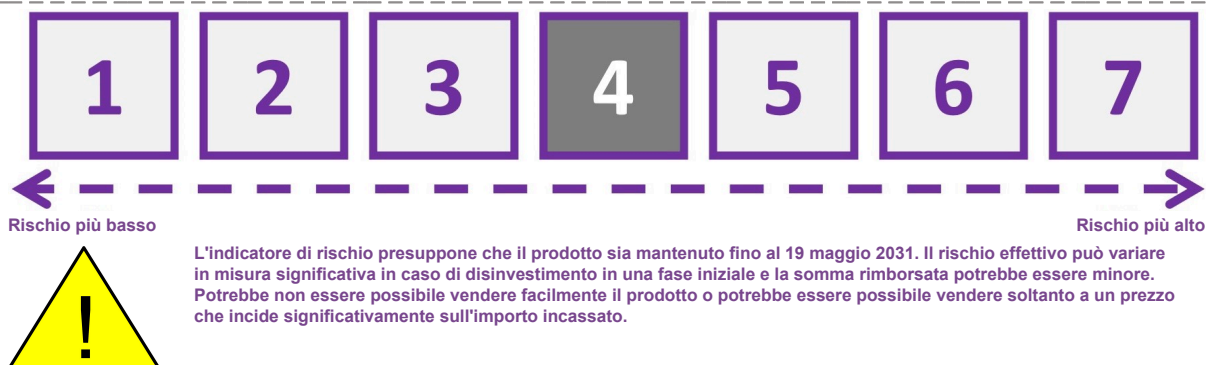 1 2 3 4 5 6 7
Rischio più basso Rischio più alto
L'indicatore di rischio presuppone che il prodotto sia mantenuto fino al 19 maggio 2031. Il rischio effettivo può variare
in misura significativa in caso di disinvestimento in una fase iniziale e la somma rimborsata potrebbe essere minore.
Potrebbe non essere possibile vendere facilmente il prodotto o potrebbe essere possibile vendere soltanto a un prezzo
che incide significativamente sull'importo incassato.
!